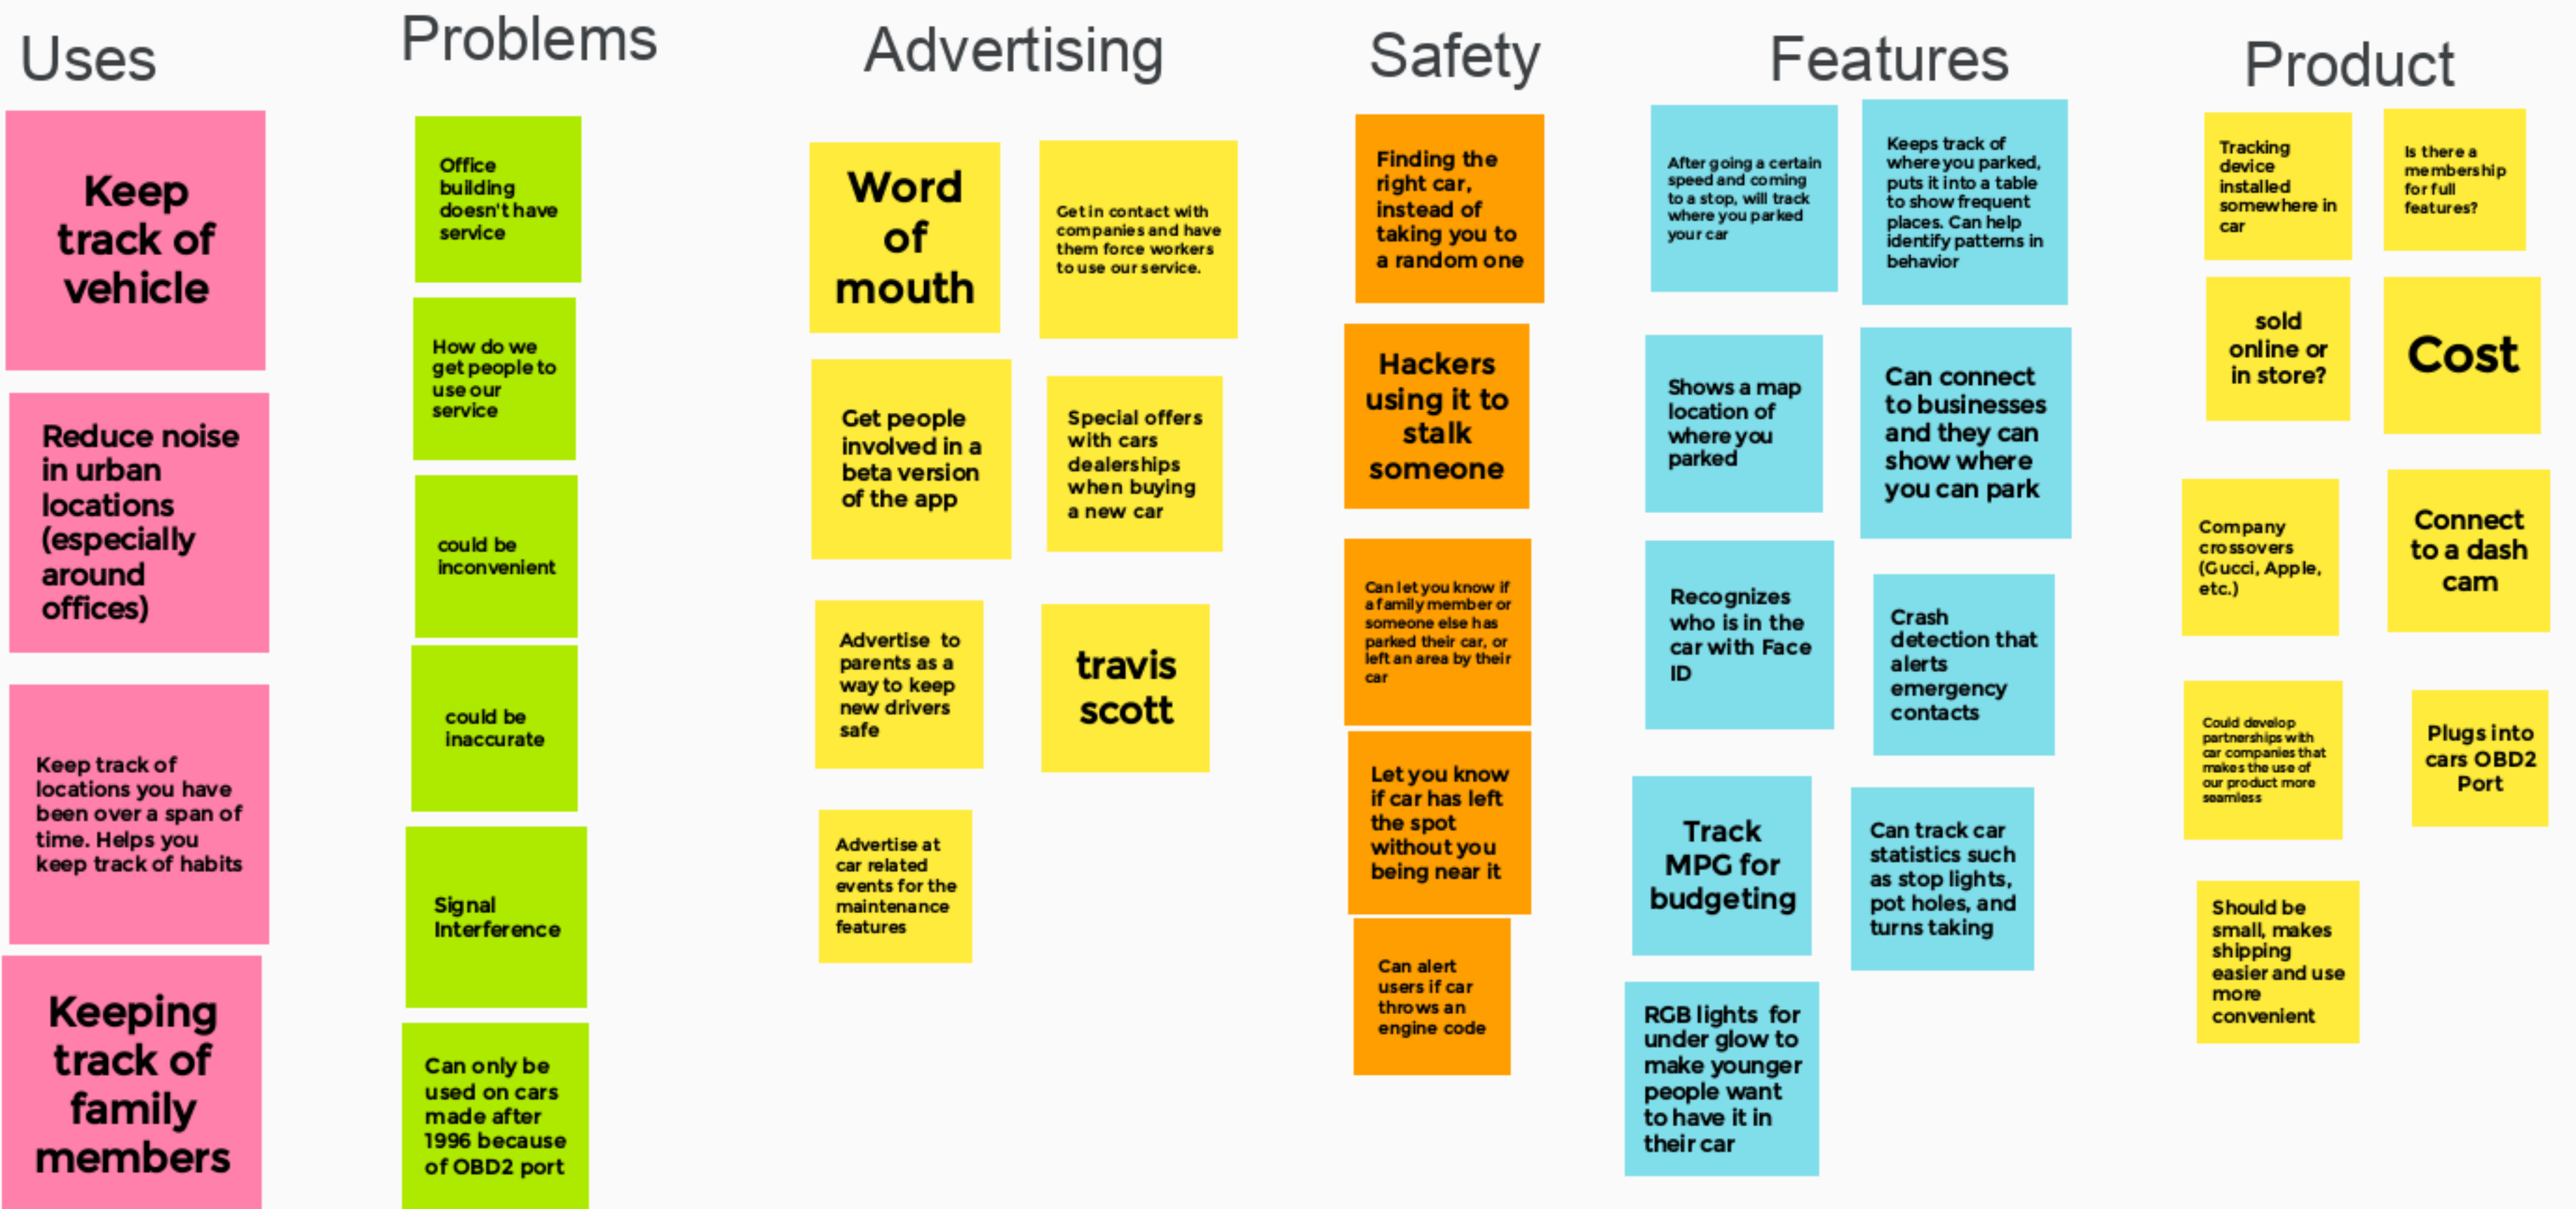 Uses
Keep
track of
vehicle
Reduce noise
in urban
locations
(especially
around
offices)
Keep track of
locations you have
been over a span of
time. Helps you
keep track of habits
Keeping
track of
family
members
Problems
Office
building
doesn't have
service
How do we
get people to
use our
service
could be
inconvenient
could be
inaccurate
Signal
Interference
Can only be
used on cars
made after
1996 because
of OBD2 port
Advertising
Word
of
mouth
Get in contact with
companies and have
them force workers
to use our service.
Get people
involved in a
beta version
of the app
Special offers
with cars
dealerships
when buying
a new car
Advertise to
parents as a
way to keep
new drivers
safe
travis
scott
Advertise at
car related
events for the
maintenance
features
Safety
Finding the
right car,
instead of
taking you to
a random one
Hackers
using it to
stalk
someone
Can let you know if
a family member or
someone else has
parked their car, or
left an area by their
car
Let you know
if car has left
the spot
without you
being near it
Can alert
users if car
throws an
engine code
Features
After going a certain
speed and coming
to a stop, will track
where you parked
your car
Keeps track of
where you parked,
puts it into a table
to show frequent
places. Can help
identify patterns in
behavior
Shows a map
location of
where you
parked
Can connect
to businesses
and they can
show where
you can park
Recognizes
who is in the
car with Face
ID
Crash
detection that
alerts
emergency
contacts
Track
MPG for
budgeting
Can track car
statistics such
as stop lights,
pot holes, and
turns taking
RGB lights for
under glow to
make younger
people want
to have it in
their car
Product
Tracking
device
installed
somewhere in
car
Is there a
membership
for full
features?
sold
online or
in store?
Cost
Company
crossovers
(Gucci, Apple,
etc.)
Connect
to a dash
cam
Could develop
partnerships with
car companies that
makes the use of
our product more
seamless
Plugs into
cars OBD2
Port
Should be
small, makes
shipping
easier and use
more
convenient